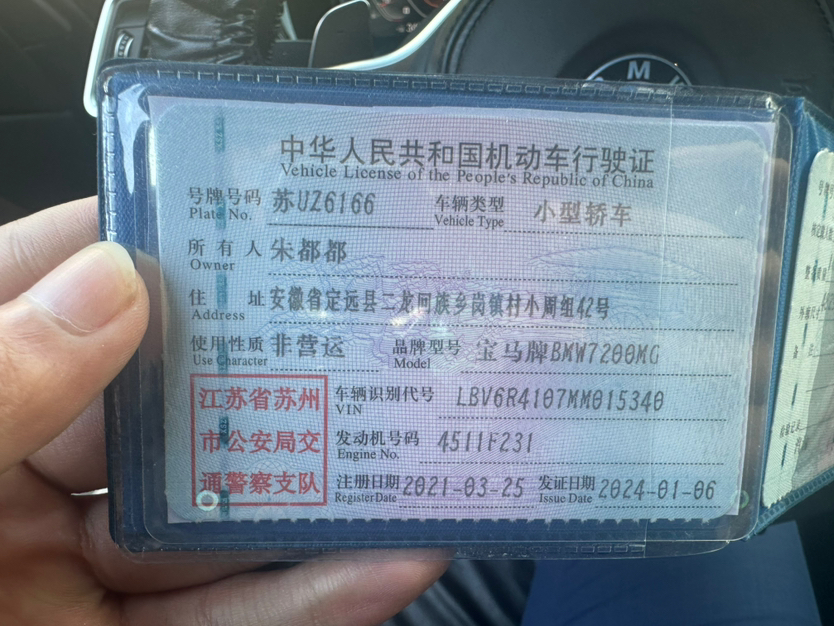 M
中华人民共和国机动车行驶证
Vehicle License of the People's Republic of China
号牌号码 苏UZ6166 车辆类型 小型轿车
Plate No. Vehicle Type
所有人 朱都都
Owner
住址 安徽省定远县二龙回族乡岗镇村小周组42号
Address
使用性质 非营运 品牌型号 宝马牌BMW7200MG
Use Character Model
江苏省苏州 车辆识别代号 LBV6R4107MM015340
VIN
市公安局交 发动机号码 4511F231
Engine No.
通警察支队 注册日期 2021-03-25 发证日期 2024-01-06
Register Date Issue Date